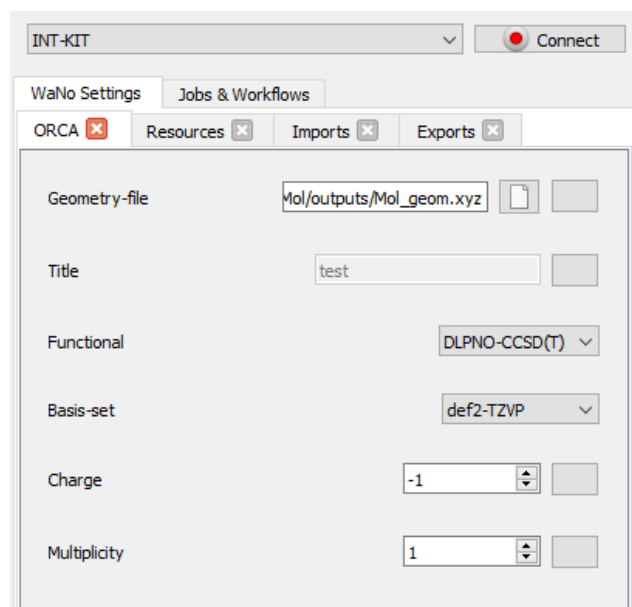 INT-KIT Connect
WaNo Settings Jobs & Workflows
ORCA Resources Imports Exports
Geometry-file Mol/outputs/Mol_geom.xyz
Title test
Functional DLPNO-CCSD(T)
Basis-set def2-TZVP
Charge -1
Multiplicity 1